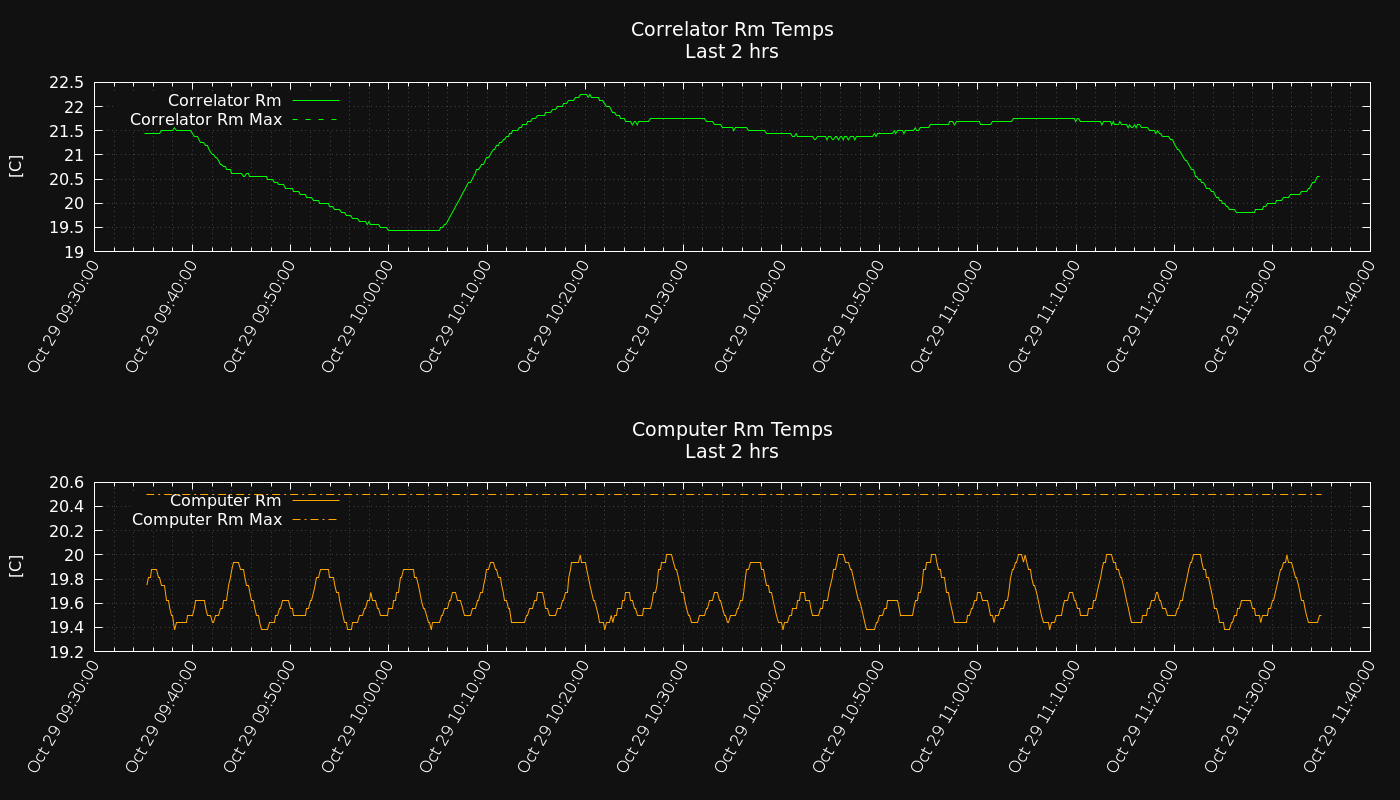 Correlator Rm Temps
Last 2 hrs
22.5
22
21.5
21
20.5
20
19.5
19
[C]
Correlator Rm
Correlator Rm Max
Oct 29 09:30:00
Oct 29 09:40:00
Oct 29 09:50:00
Oct 29 10:00:00
Oct 29 10:10:00
Oct 29 10:20:00
Oct 29 10:30:00
Oct 29 10:40:00
Oct 29 10:50:00
Oct 29 11:00:00
Oct 29 11:10:00
Oct 29 11:20:00
Oct 29 11:30:00
Oct 29 11:40:00
Computer Rm Temps
Last 2 hrs
20.6
20.4
20.2
20
19.8
19.6
19.4
19.2
[C]
Computer Rm
Computer Rm Max
Oct 29 09:30:00
Oct 29 09:40:00
Oct 29 09:50:00
Oct 29 10:00:00
Oct 29 10:10:00
Oct 29 10:20:00
Oct 29 10:30:00
Oct 29 10:40:00
Oct 29 10:50:00
Oct 29 11:00:00
Oct 29 11:10:00
Oct 29 11:20:00
Oct 29 11:30:00
Oct 29 11:40:00